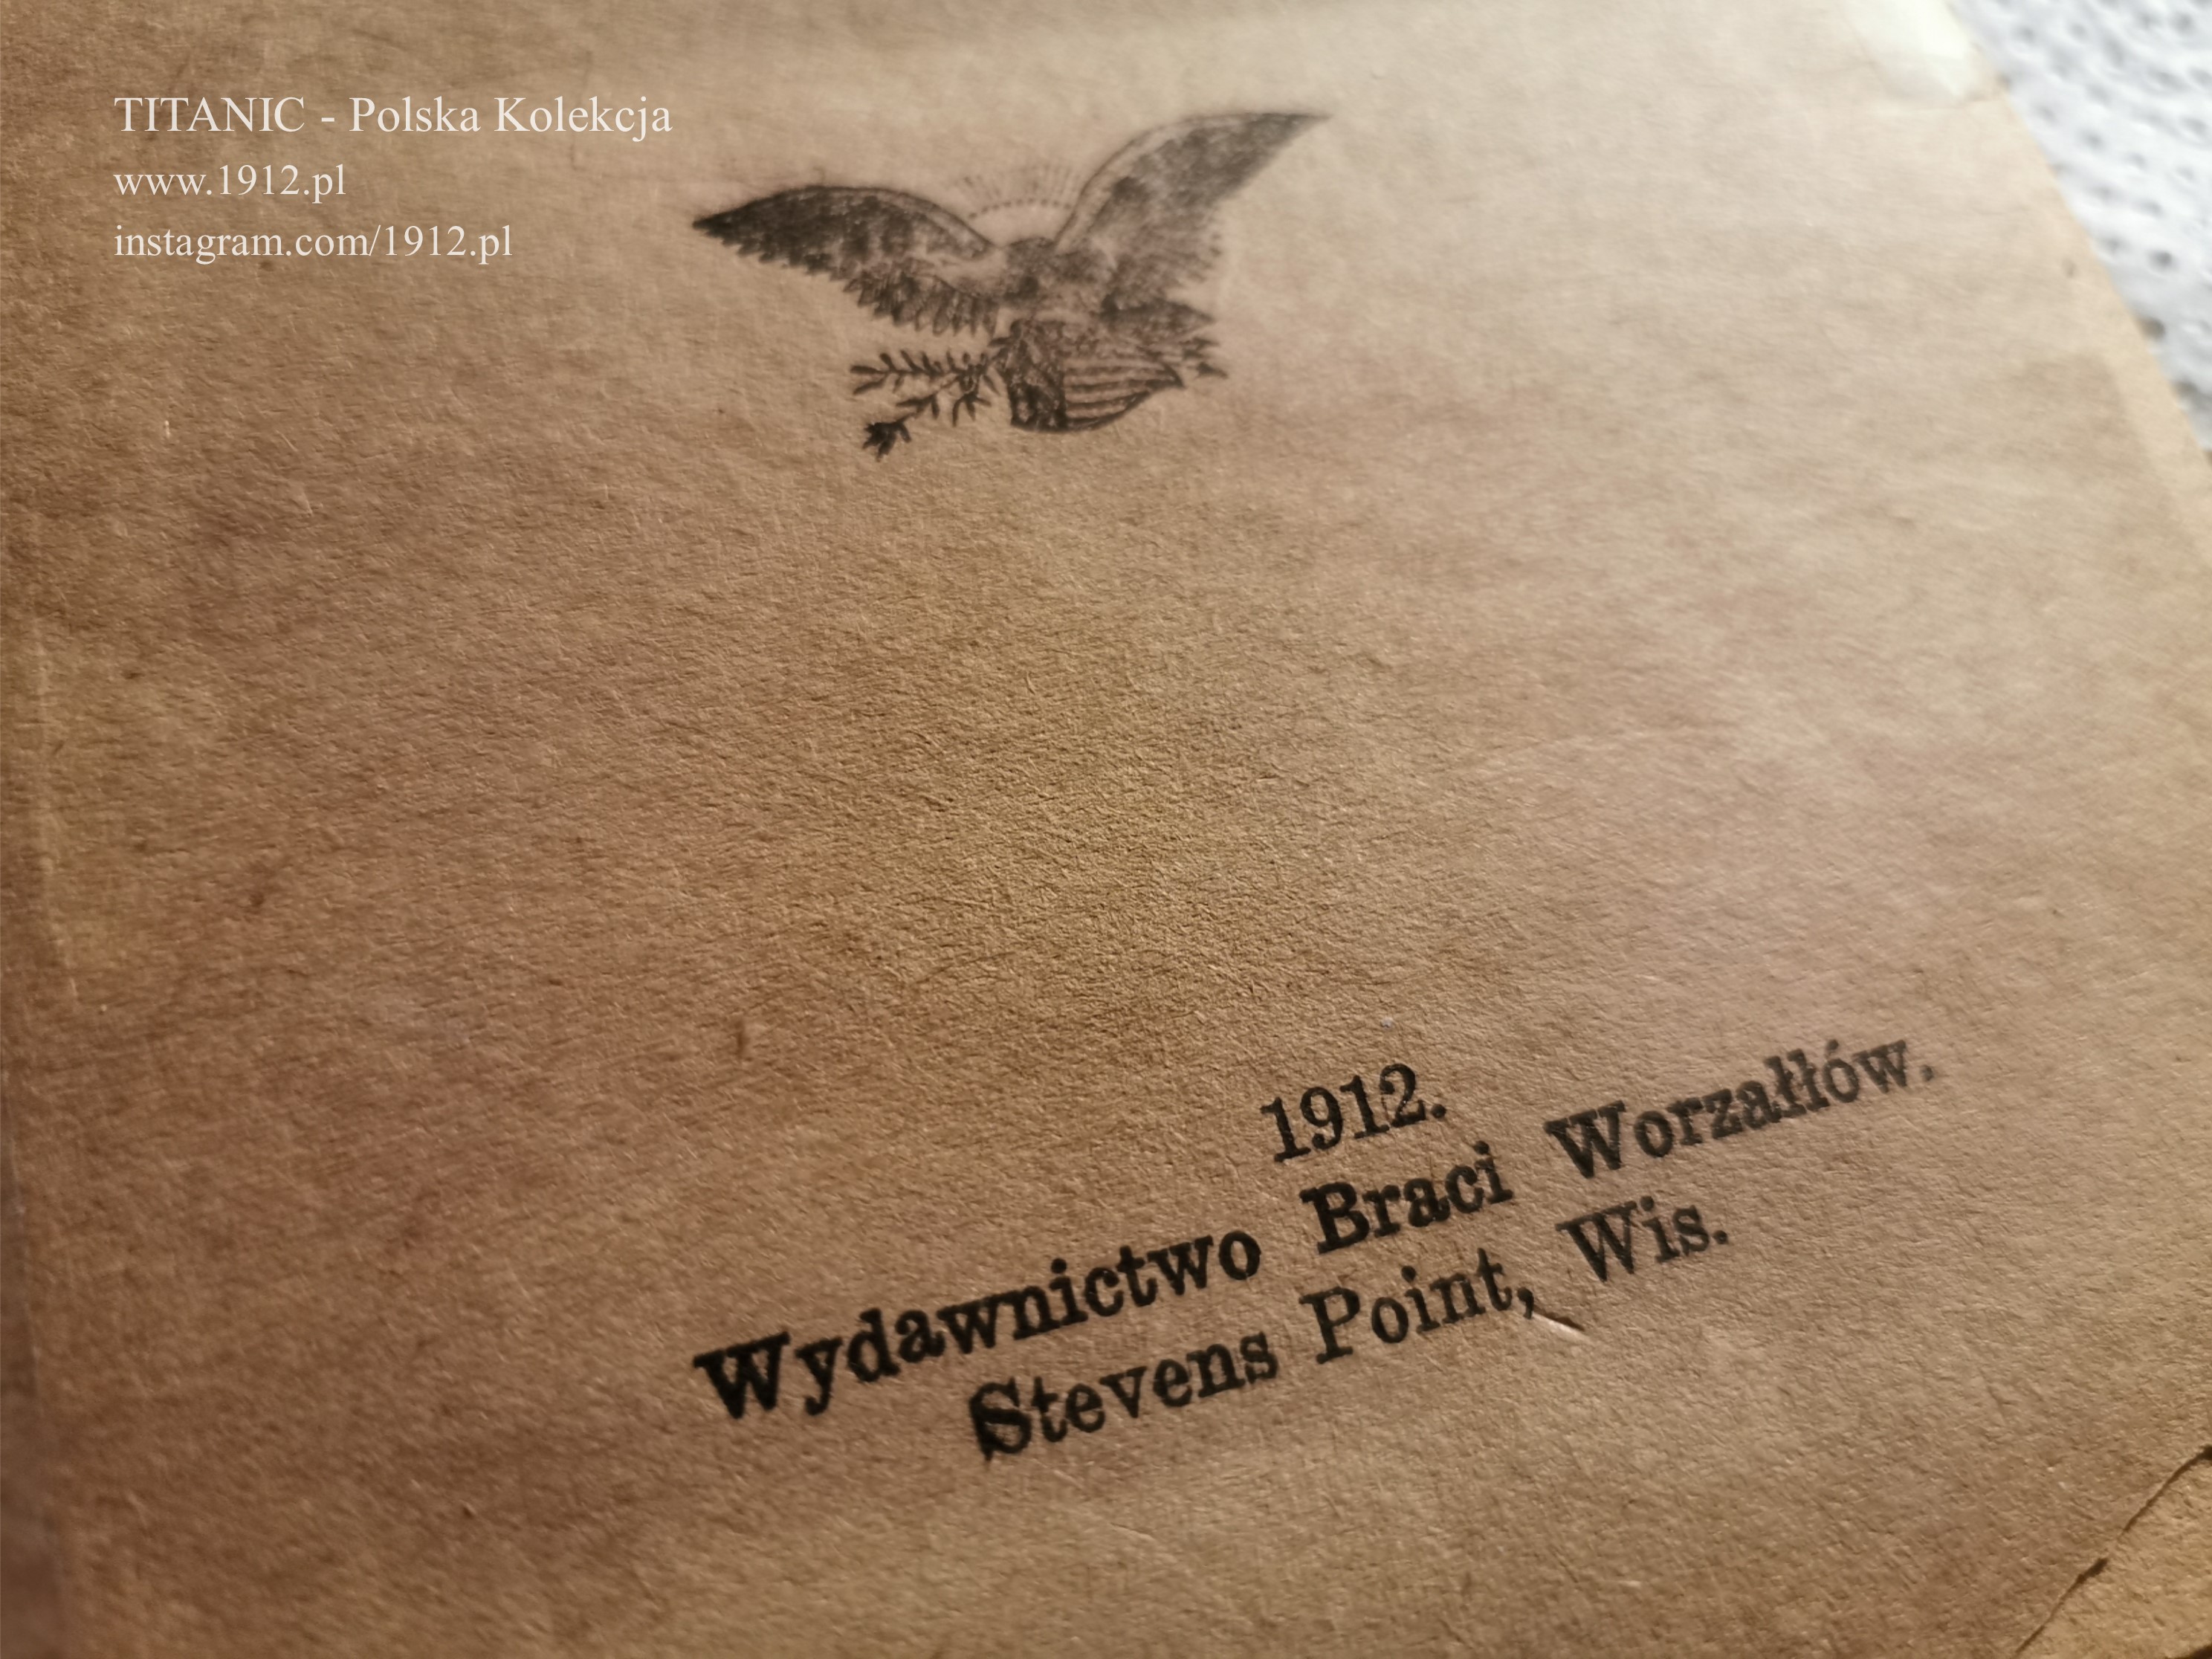 TITANIC - Polska Kolekcja
www.1912.pl
instagram.com/1912.pl
1912.
Wydawnictwo Braci Worzałłów.
Stevens Point, Wis.